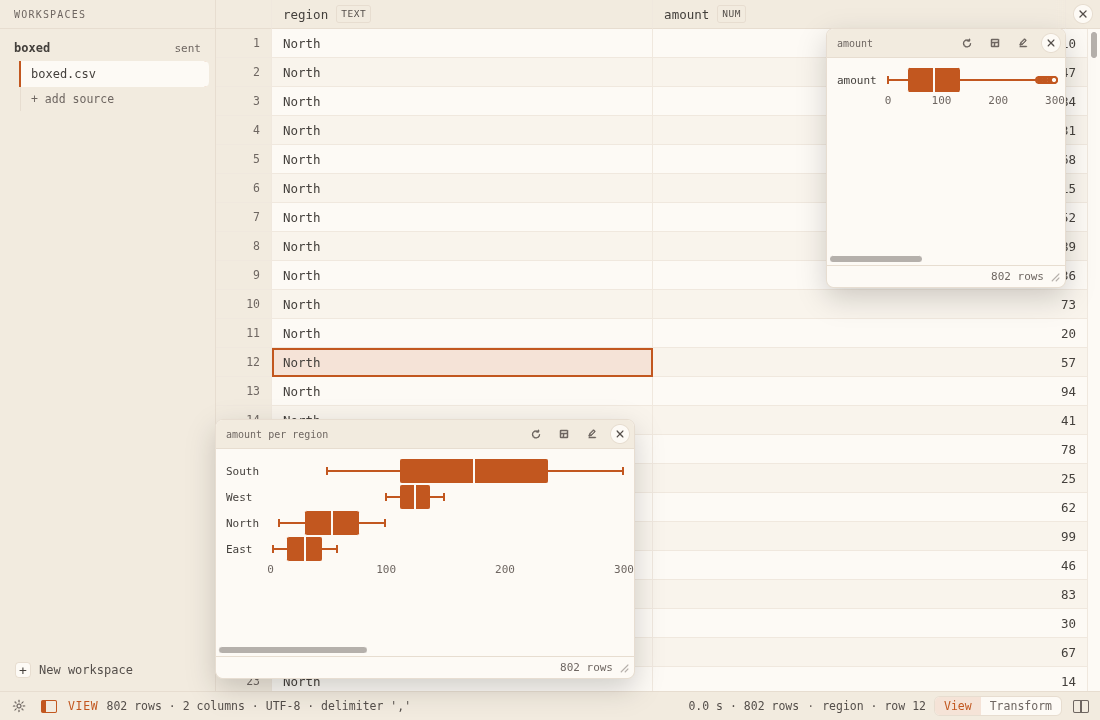 WORKSPACES
boxed sent
boxed.csv
+ add source
+ New workspace
region TEXT amount NUM
1 North
2 North
3 North
4 North
5 North
6 North
7 North
8 North
9 North
10 North 73
11 North 20
12 North 57
13 North 94
41
78
25
62
99
46
83
30
67
23 North 14
amount
amount
0 100 200 300
802 rows
amount per region
South
West
North
East
0 100 200 300
802 rows
VIEW 802 rows · 2 columns · UTF-8 · delimiter ','
0.0 s · 802 rows · region · row 12 View Transform